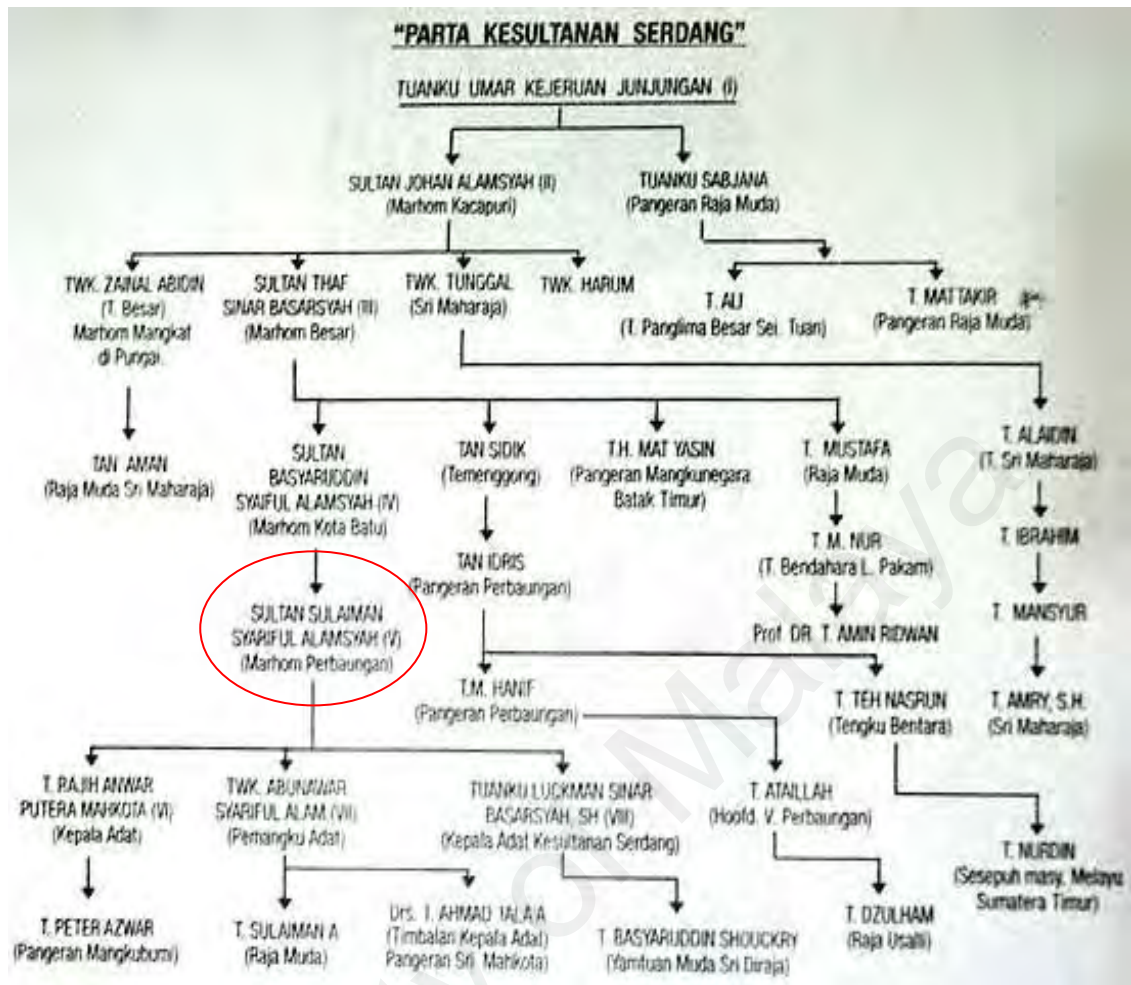 "PARTA KESULTANAN SERDANG"
TUANKU UMAR KEJERUAN JUNJUNGAN (I)
SULTAN JOHAN ALAMSYAH (II)
(Marhom Kacapuri)
TUANKU SABJANA
(Pangeran Raja Muda)
TWK. ZAINAL ABIDIN
(T. Besar)
Marhom Mangkat
di Pungai.
SULTAN THAF
SINAR BASARSYAH (III)
(Marhom Besar)
TWK. TUNGGAL
(Sri Maharaja)
TWK. HARUM
T. ALI
(T. Panglima Besar Sei. Tuan)
T. MATTAKIR
(Pangeran Raja Muda)
TAN AMAN
(Raja Muda Sri Maharaja)
SULTAN
BASYARUDDIN
SYAIFUL ALAMSYAH (IV)
(Marhom Kota Batu)
TAN SIDIK
(Temenggong)
T.H. MAT YASIN
(Pangeran Mangkunegara
Batak Timur)
T. MUSTAFA
(Raja Muda)
T. ALAIDIN
(T. Sri Maharaja)
TAN IDRIS
(Pangeran Perbaungan)
T. M. NUR
(T. Bendahara L. Pakam)
T. IBRAHIM
SULTAN SULAIMAN
SYARIFUL ALAMSYAH (V)
(Marhom Perbaungan)
Prof. DR. T. AMIN RIDWAN
T. MANSYUR
T.M. HANIF
(Pangeran Perbaungan)
T. TEH NASRUN
(Tengku Bentara)
T. AMRY, S.H.
(Sri Maharaja)
T. RAJIH ANWAR
PUTERA MAHKOTA (VI)
(Kepala Adat)
TWK. ABUNAWAR
SYARIFUL ALAM (VII)
(Pemangku Adat)
TUANKU LUCKMAN SINAR
BASARSYAH, SH (VIII)
(Kepala Adat Kesultanan Serdang)
T. ATAILLAH
(Hoofd. V. Perbaungan)
T. NURDIN
(Sesepuh masy. Melayu
Sumatera Timur)
T. PETER AZWAR
(Pangeran Mangkubumi)
T. SULAIMAN A
(Raja Muda)
Drs. T. AHMAD TALA'A
(Timbalan Kepala Adat)
Pangeran Sri Mahkota)
T. BASYARUDDIN SHOUCKRY
(Yamtuan Muda Sri Diraja)
T. DZULHAM
(Raja Usalli)
of Malaya